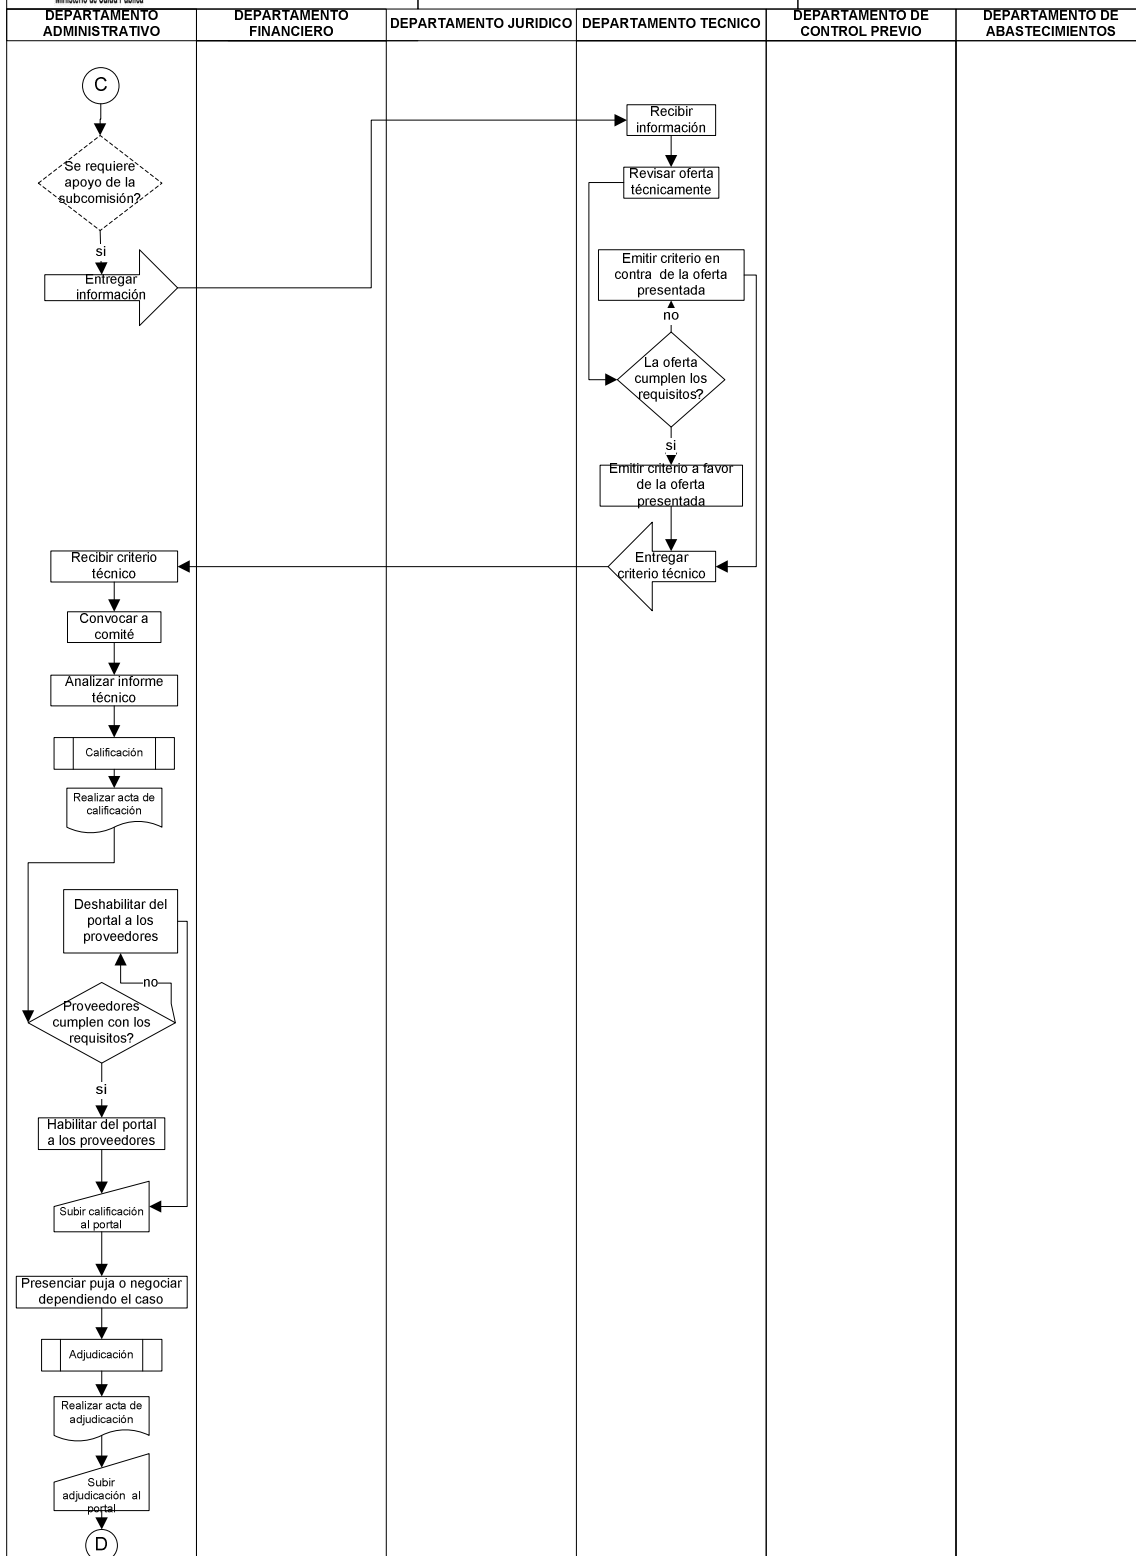 Ministerio de Salud Pública
DEPARTAMENTO
ADMINISTRATIVO
DEPARTAMENTO
FINANCIERO
DEPARTAMENTO JURIDICO
DEPARTAMENTO TECNICO
DEPARTAMENTO DE
CONTROL PREVIO
DEPARTAMENTO DE
ABASTECIMIENTOS
C
Se requiere
apoyo de la
subcomisión?
si
Entregar
información
Recibir
información
Revisar oferta
técnicamente
Emitir criterio en
contra de la oferta
presentada
no
La oferta
cumplen los
requisitos?
si
Emitir criterio a favor
de la oferta
presentada
Entregar
criterio técnico
Recibir criterio
técnico
Convocar a
comité
Analizar informe
técnico
Calificación
Realizar acta de
calificación
Deshabilitar del
portal a los
proveedores
no
Proveedores
cumplen con los
requisitos?
si
Habilitar del portal
a los proveedores
Subir calificación
al portal
Presenciar puja o negociar
dependiendo el caso
Adjudicación
Realizar acta de
adjudicación
Subir
adjudicación al
portal
D